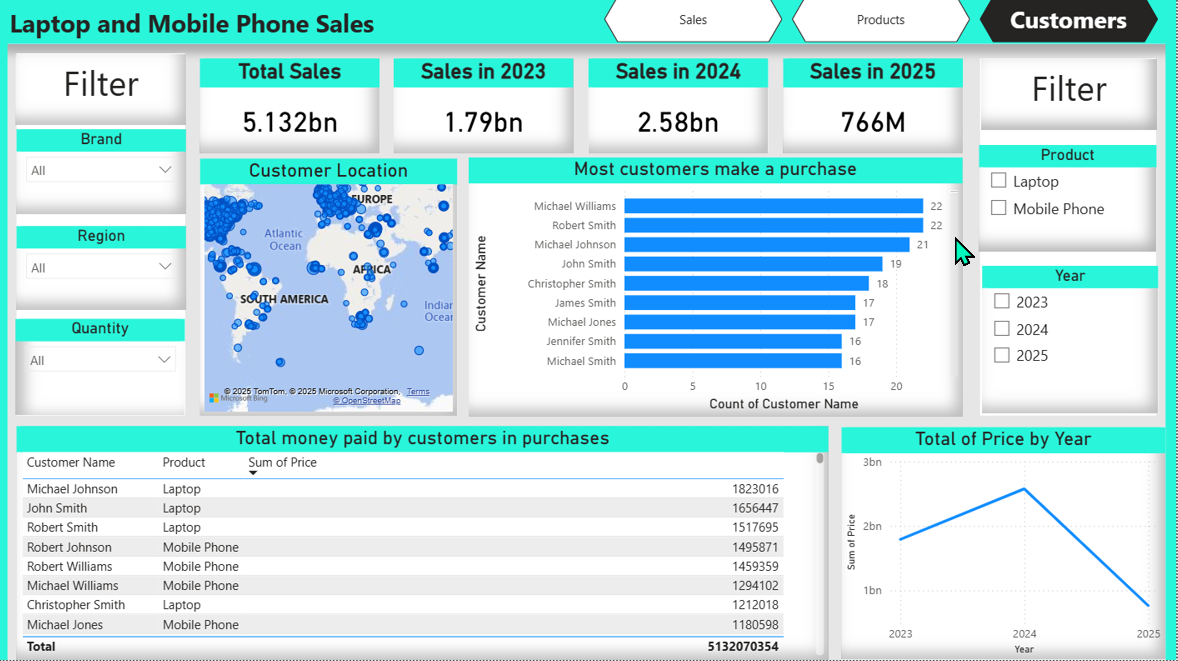 Laptop and Mobile Phone Sales
Sales
Products
Customers
Filter
Brand
All
Region
All
Quantity
All
Total Sales
5.132bn
Sales in 2023
1.79bn
Sales in 2024
2.58bn
Sales in 2025
766M
Filter
Product
Laptop
Mobile Phone
Year
2023
2024
2025
Customer Location
EUROPE
Atlantic
Ocean
AFRICA
SOUTH AMERICA
Indian
Ocean
© 2025 TomTom, © 2025 Microsoft Corporation, Terms
Microsoft Bing
© OpenStreetMap
Most customers make a purchase
Customer Name
Michael Williams 22
Robert Smith 22
Michael Johnson 21
John Smith 19
Christopher Smith 18
James Smith 17
Michael Jones 17
Jennifer Smith 16
Michael Smith 16
0 5 10 15 20
Count of Customer Name
Total money paid by customers in purchases
Customer Name Product Sum of Price
Michael Johnson Laptop 1823016
John Smith Laptop 1656447
Robert Smith Laptop 1517695
Robert Johnson Mobile Phone 1495871
Robert Williams Mobile Phone 1459359
Michael Williams Mobile Phone 1294102
Christopher Smith Laptop 1212018
Michael Jones Mobile Phone 1180598
Total 5132070354
Total of Price by Year
Sum of Price
3bn
2bn
1bn
2023 2024 2025
Year